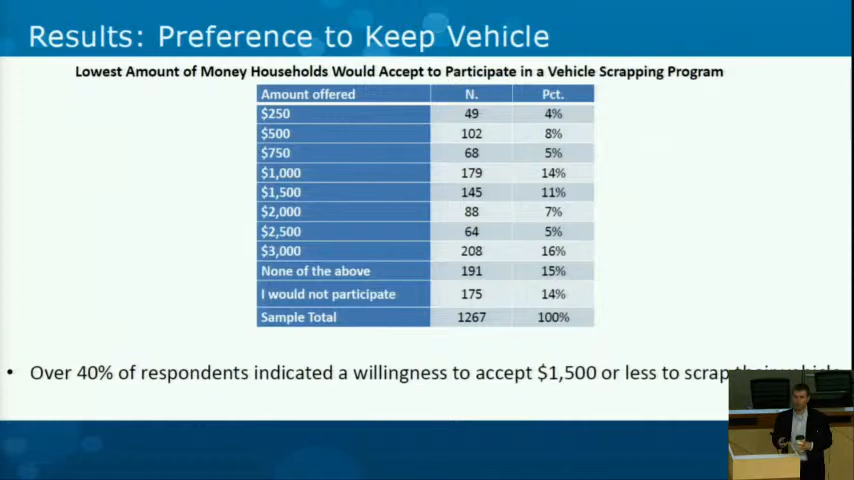 Results: Preference to Keep Vehicle
Lowest Amount of Money Households Would Accept to Participate in a Vehicle Scrapping Program
Amount offered N. Pct.
$250 49 4%
$500 102 8%
$750 68 5%
$1,000 179 14%
$1,500 145 11%
$2,000 88 7%
$2,500 64 5%
$3,000 208 16%
None of the above 191 15%
I would not participate 175 14%
Sample Total 1267 100%
• Over 40% of respondents indicated a willingness to accept $1,500 or less to scrap their vehicle